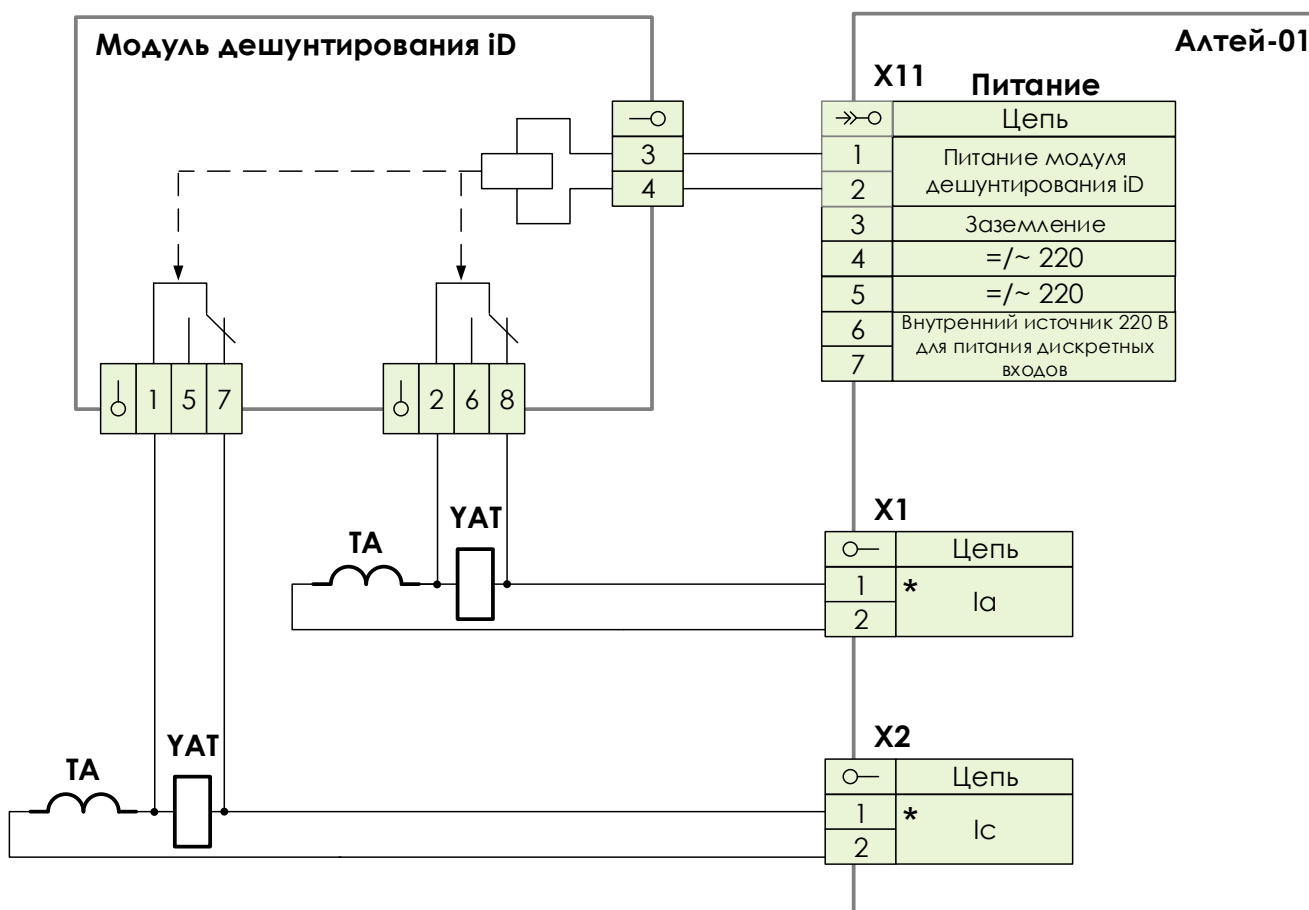 Модуль дешунтирования iD
Алтей-01
X11
Питание
Цепь
3
4
1
2
Питание модуля
дешунтирования iD
3
Заземление
4
=/~ 220
5
=/~ 220
6
7
Внутренний источник 220 В
для питания дискретных
входов
1 5 7
2 6 8
X1
YAT
TA
Цепь
1
*
Ia
2
X2
YAT
TA
Цепь
1
*
Ic
2